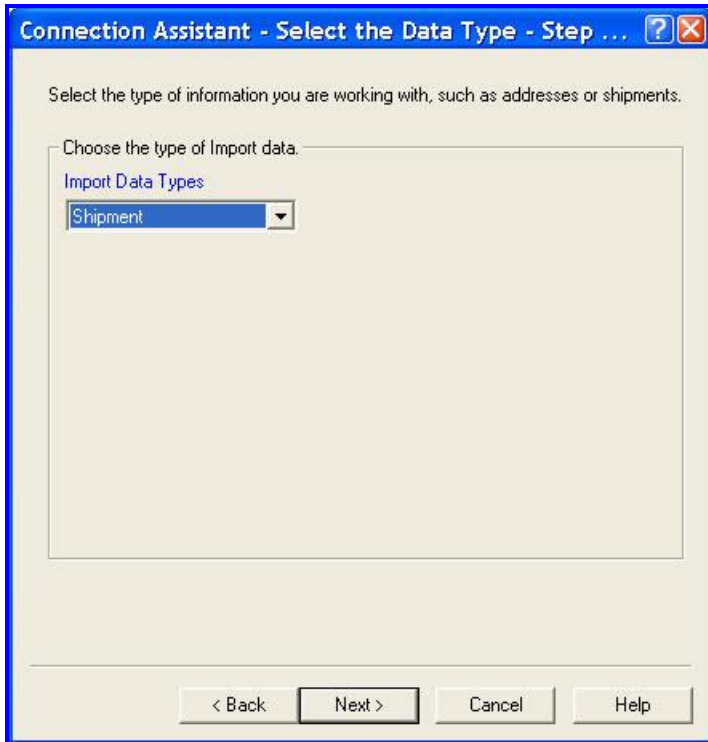 Connection Assistant - Select the Data Type - Step ...
Select the type of information you are working with, such as addresses or shipments.
Choose the type of Import data.
Import Data Types
Shipment
< Back Next > Cancel Help